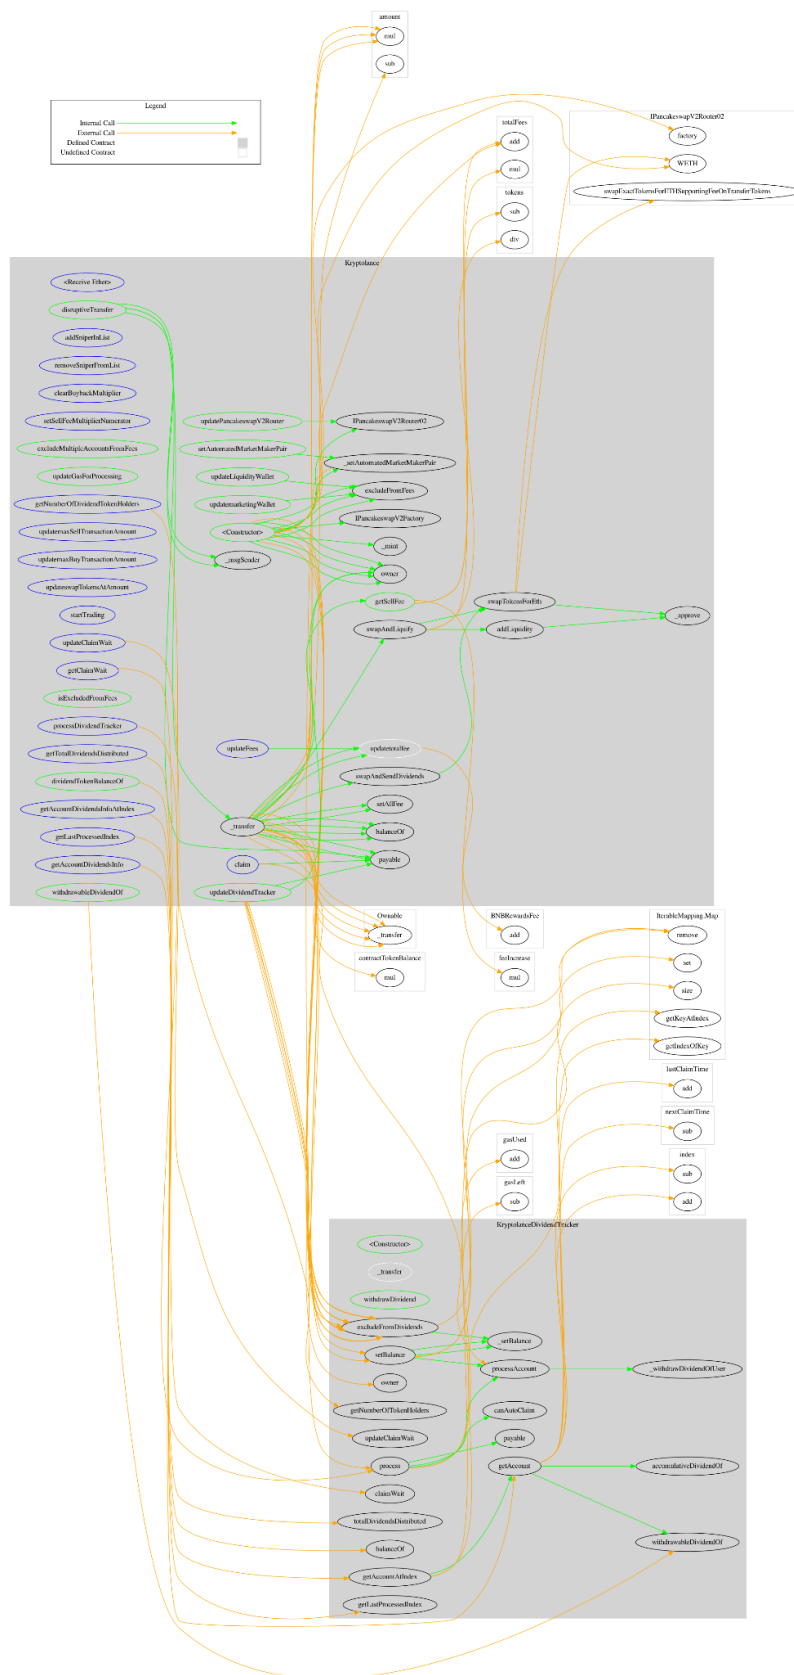 amount
mul
sub
Legend
Internal Call
External Call
Defined Contract
Undefined Contract
IPancakeswapV2Router02
factory
WETH
swapExactTokensForETHSupportingFeeOnTransferTokens
totalFees
add
mul
tokens
sub
div
Kryptolance
<Receive Ether>
disruptiveTransfer
addSniperInList
removeSniperFromList
clearBuybackMultiplier
setSellFeeMultiplierNumerator
excludeMultipleAccountsFromFees
updateGasForProcessing
getNumberOfDividendTokenHolders
updatemaxSellTransactionAmount
updatemaxBuyTransactionAmount
updateswapTokensAtAmount
startTrading
updateClaimWait
getClaimWait
isExcludedFromFees
processDividendTracker
getTotalDividendsDistributed
dividendTokenBalanceOf
getAccountDividendsInfoAtIndex
getLastProcessedIndex
getAccountDividendsInfo
withdrawableDividendOf
updatePancakeswapV2Router
setAutomatedMarketMakerPair
updateLiquidityWallet
updatemarketingWallet
<Constructor>
_msgSender
updateFees
_transfer
claim
updateDividendTracker
IPancakeswapV2Router02
_setAutomatedMarketMakerPair
excludeFromFees
IPancakeswapV2Factory
_mint
owner
getSellFee
swapAndLiquify
updatetotalfee
swapAndSendDividends
setAllFee
balanceOf
payable
swapTokensForEth
addLiquidity
_approve
Ownable
_transfer
contractTokenBalance
mul
BNBRewardsFee
add
feeIncrease
mul
IterableMapping.Map
remove
set
size
getKeyAtIndex
getIndexOfKey
lastClaimTime
add
nextClaimTime
sub
index
sub
add
gasUsed
add
gasLeft
sub
KryptolanceDividendTracker
<Constructor>
_transfer
withdrawDividend
excludeFromDividends
setBalance
owner
getNumberOfTokenHolders
updateClaimWait
process
claimWait
totalDividendsDistributed
balanceOf
getAccountAtIndex
getLastProcessedIndex
_setBalance
processAccount
canAutoClaim
payable
getAccount
_withdrawDividendOfUser
accumulativeDividendOf
withdrawableDividendOf